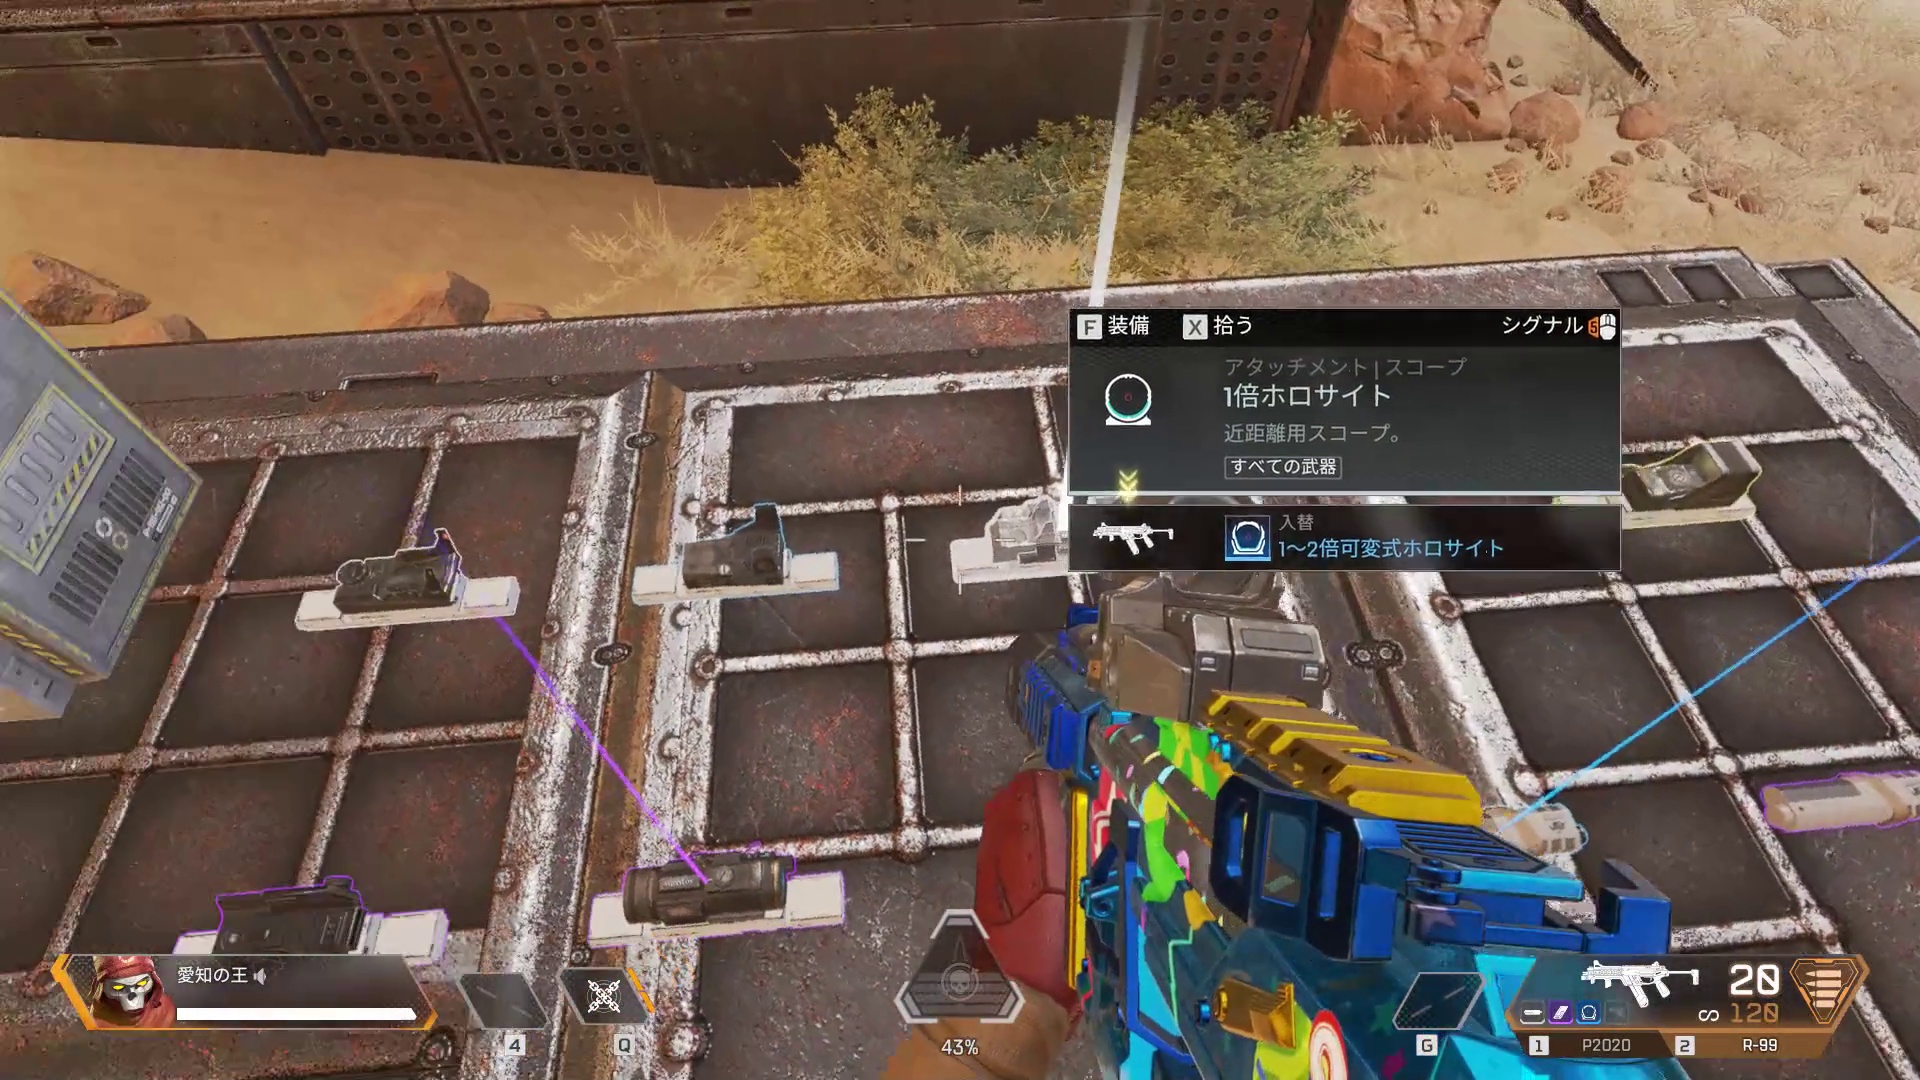 F 装備 X 拾う シグナル 5
アタッチメント | スコープ
1倍ホロサイト
近距離用スコープ。
すべての武器
入替
1～2倍可変式ホロサイト
愛知の王
4
Q
43%
G
20
∞ 120
1 P2020 2 R-99